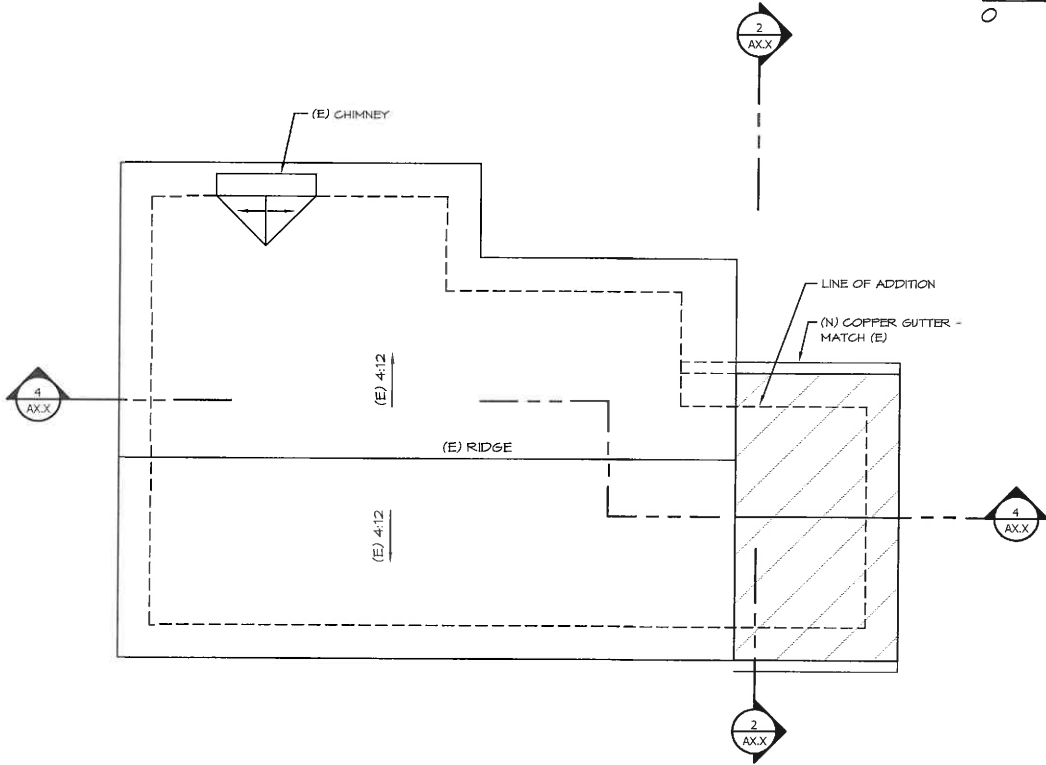 2
AX.X
(E) CHIMNEY
LINE OF ADDITION
(N) COPPER GUTTER -
MATCH (E)
(E) 4:12
4
AX.X
(E) RIDGE
(E) 4:12
4
AX.X
2
AX.X